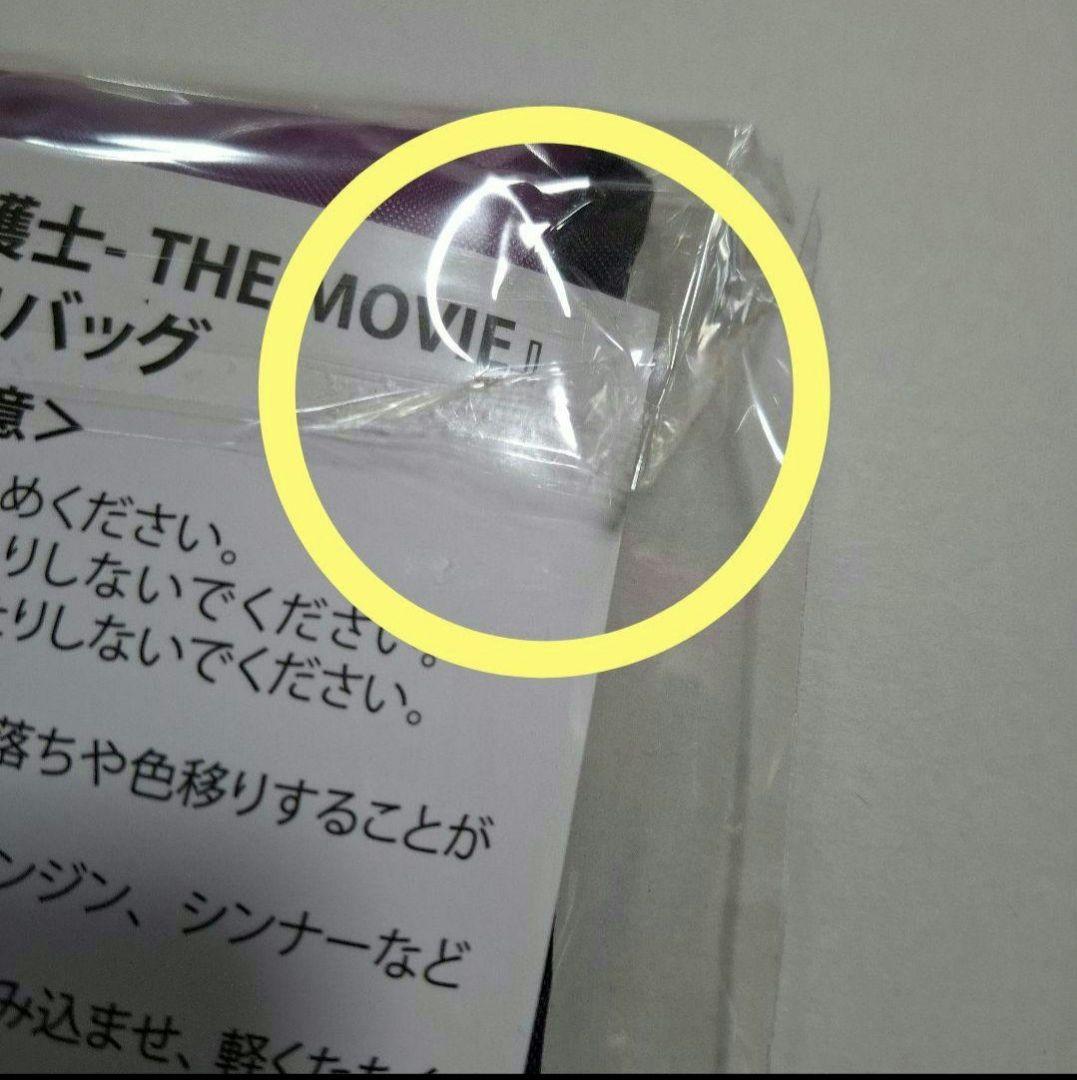 護士- THE MOVIE』
バッグ
意＞
めください。
りしないでください。
たりしないでください。
落ちや色移りすることが
ンジン、シンナーなど
み込ませ、軽くたたく